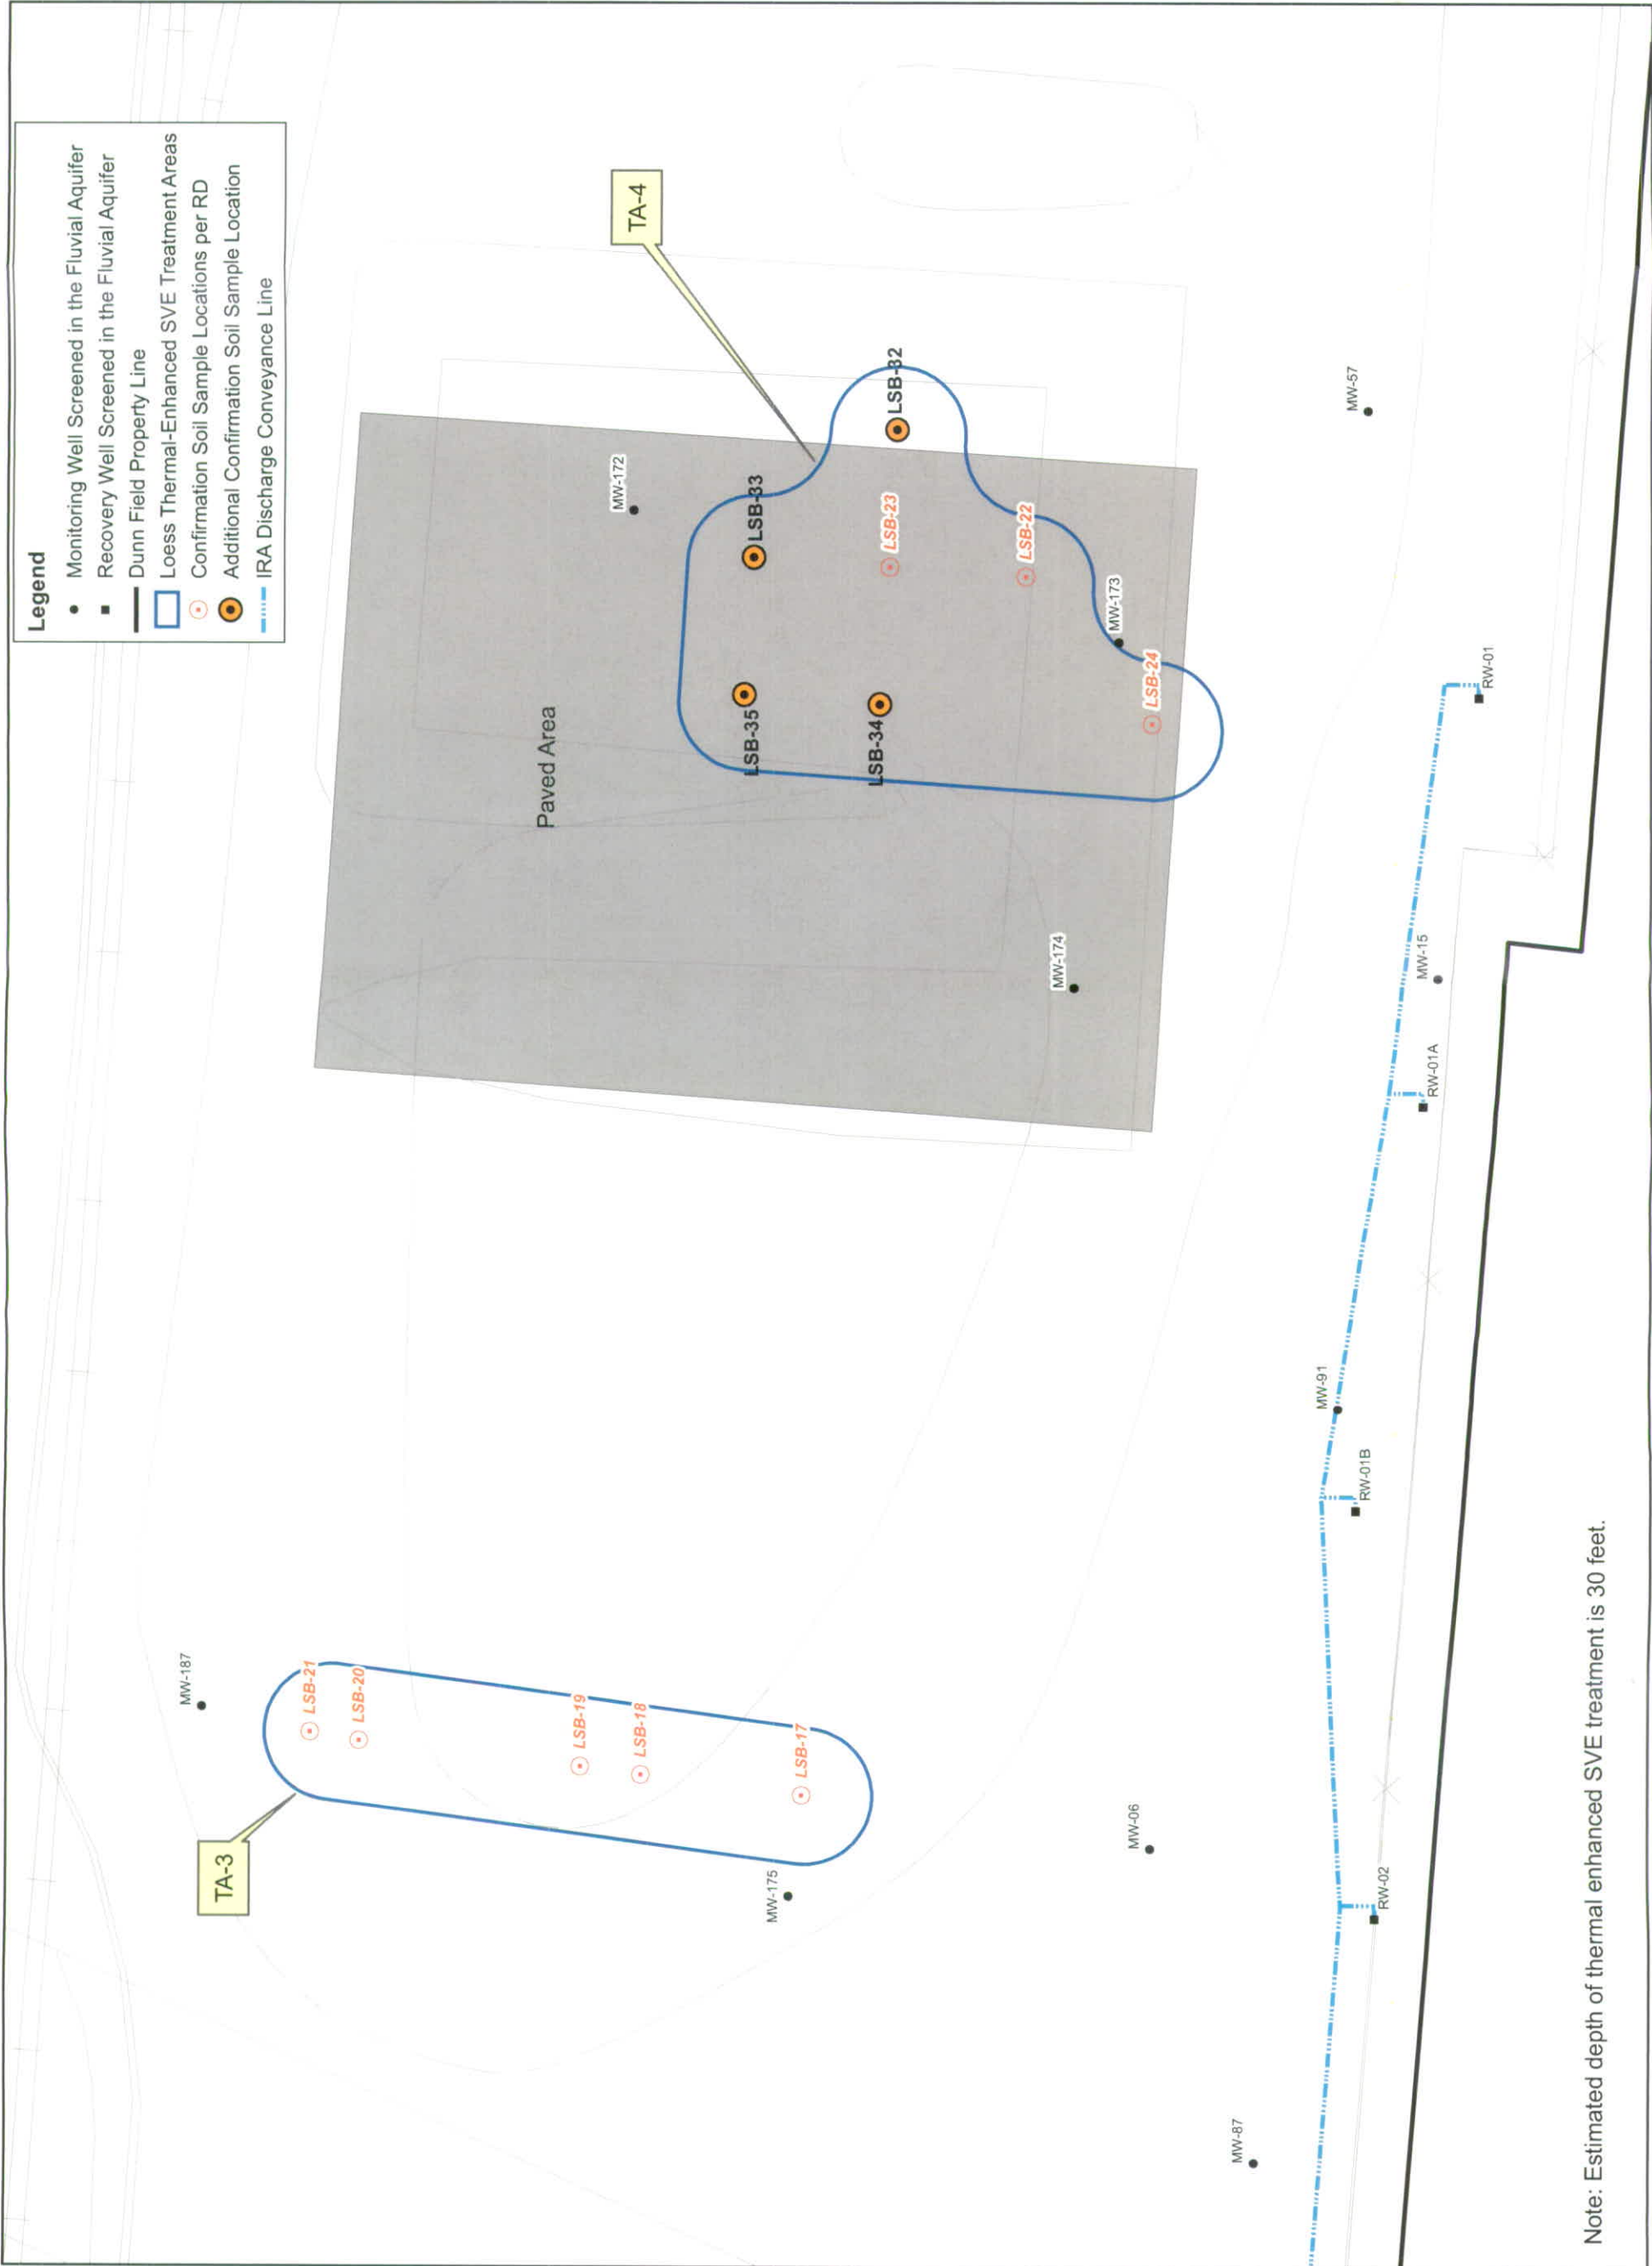 Legend
Monitoring Well Screened in the Fluvial Aquifer
Recovery Well Screened in the Fluvial Aquifer
Dunn Field Property Line
Loess Thermal-Enhanced SVE Treatment Areas
Confirmation Soil Sample Locations per RD
Additional Confirmation Soil Sample Location
IRA Discharge Conveyance Line
MW-187
TA-3
LSB-21
LSB-20
LSB-19
LSB-18
LSB-17
MW-175
Paved Area
TA-4
MW-172
LSB-35
LSB-33
LSB-34
LSB-23
LSB-32
LSB-22
MW-174
MW-173
LSB-24
MW-06
MW-87
MW-91
MW-57
RW-02
RW-01B
RW-01A
MW-15
RW-01
Note: Estimated depth of thermal enhanced SVE treatment is 30 feet.